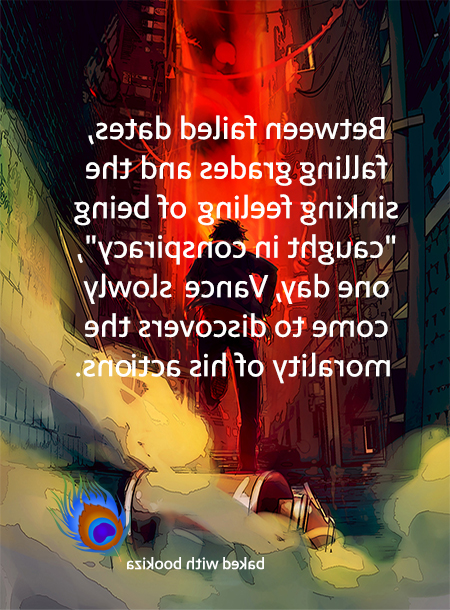 Between failed dates,
falling grades and the
sinking feeling of being
"caught in conspiracy",
one day, Vance slowly
come to discovers the
morality of his actions.
baked with bookiza